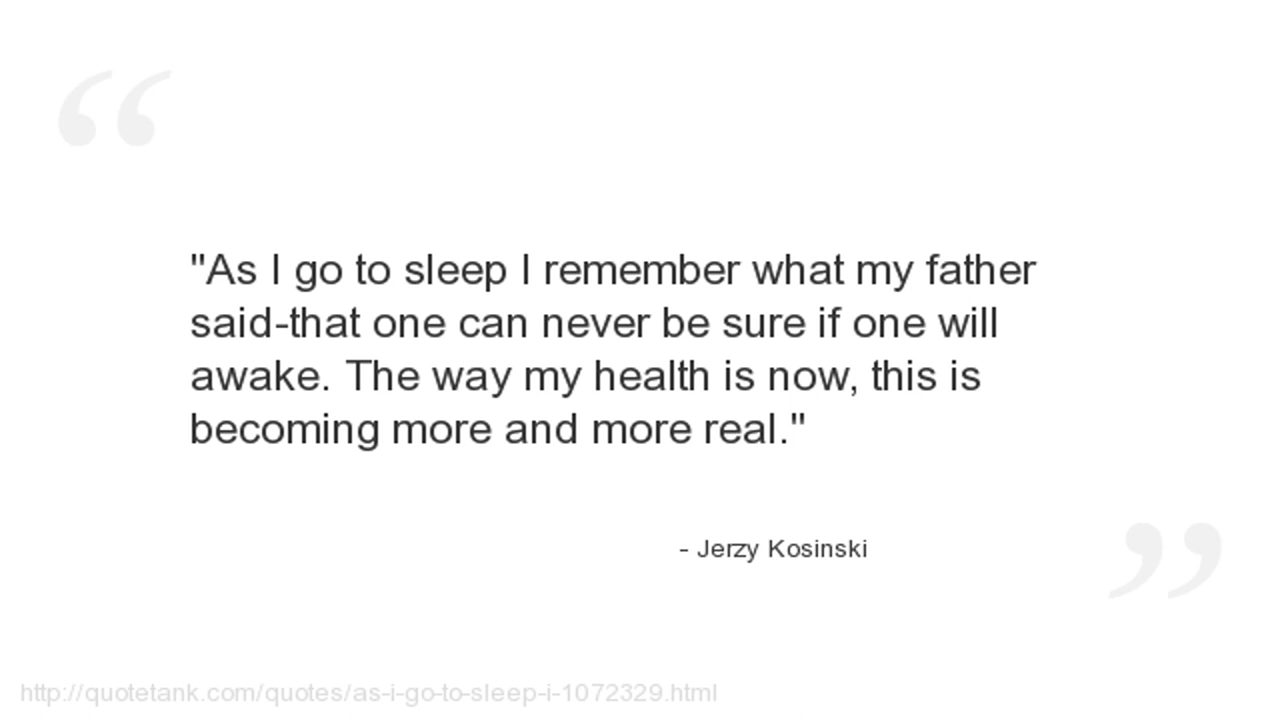 "As I go to sleep I remember what my father
said-that one can never be sure if one will
awake. The way my health is now, this is
becoming more and more real."
- Jerzy Kosinski
http://quotetank.com/quotes/as-i-go-to-sleep-i-1072329.html